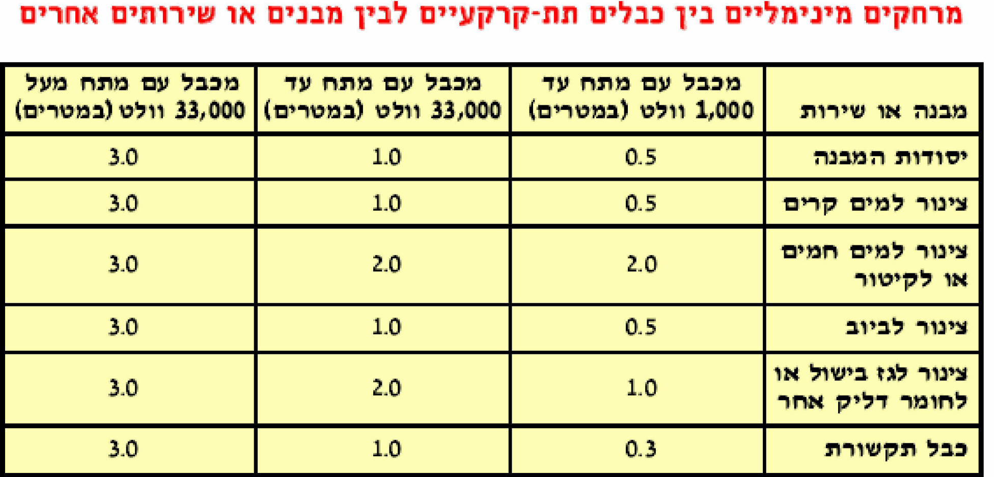 מרחקים מינימליים בין כבלים תת-קרקעיים לבין מבנים או שירותים אחרים
מבנה או שירות
מכבל עם מתח עד
1,000 וולט (במטרים)
מכבל עם מתח עד
33,000 וולט (במטרים)
מכבל עם מתח מעל
33,000 וולט (במטרים)
יסודות המבנה 0.5 1.0 3.0
צינור למים קרים 0.5 1.0 3.0
צינור למים חמים
או לקיטור
2.0 2.0 3.0
צינור לביוב 0.5 1.0 3.0
צינור לגז בישול או
לחומר דליק אחר
1.0 2.0 3.0
כבל תקשורת 0.3 1.0 3.0